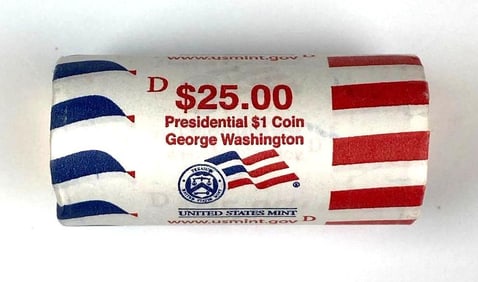 www.usmint.gov D
D $25.00
Presidential $1 Coin
George Washington
UNITED STATES MINT
www.usmint.gov D